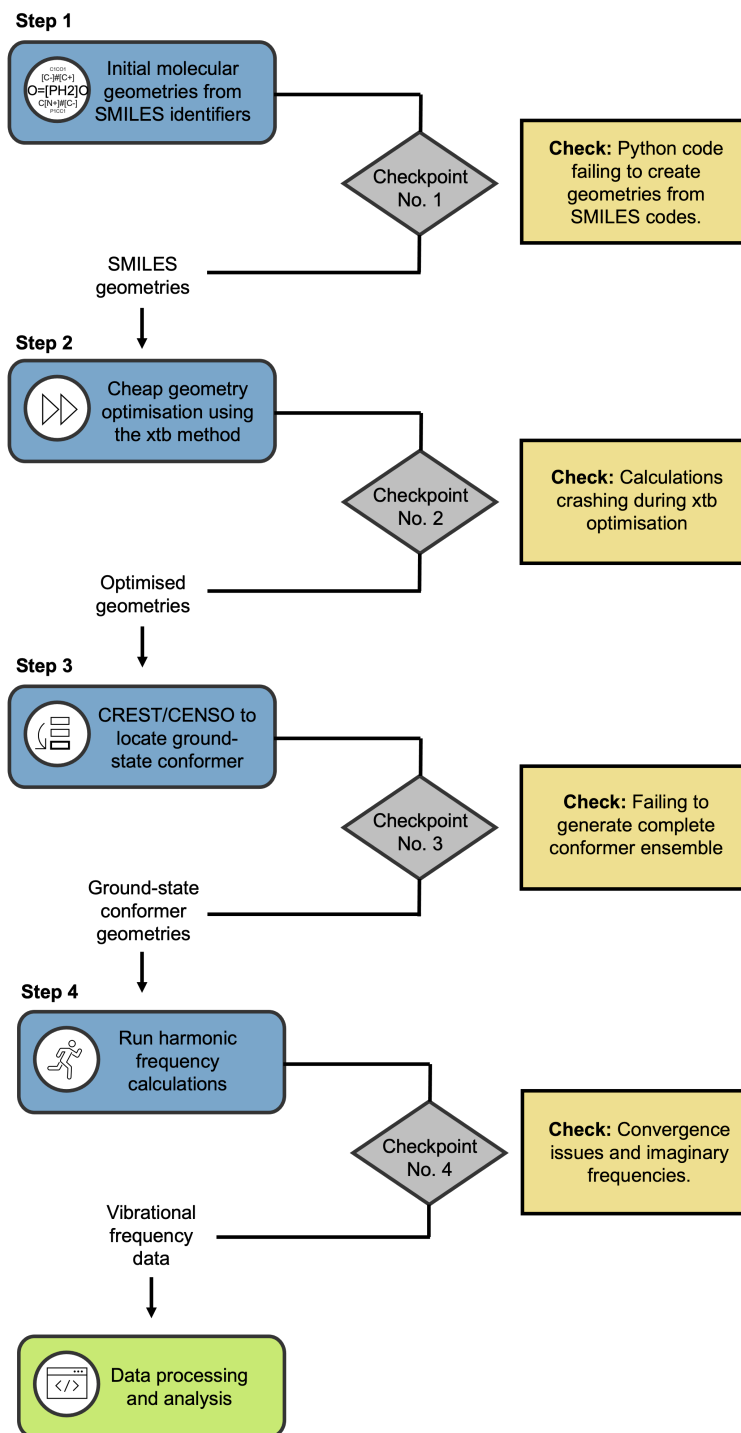 Step 1
C1CO1
[C-]#[C+]
O=[PH2]O
C[N+]#[C-]
P1CC1
Initial molecular
geometries from
SMILES identifiers
Checkpoint
No. 1
Check: Python code
failing to create
geometries from
SMILES codes.
SMILES
geometries
Step 2
Cheap geometry
optimisation using
the xtb method
Checkpoint
No. 2
Check: Calculations
crashing during xtb
optimisation
Optimised
geometries
Step 3
CREST/CENSO to
locate ground-
state conformer
Checkpoint
No. 3
Check: Failing to
generate complete
conformer ensemble
Ground-state
conformer
geometries
Step 4
Run harmonic
frequency
calculations
Checkpoint
No. 4
Check: Convergence
issues and imaginary
frequencies.
Vibrational
frequency
data
</>
Data processing
and analysis